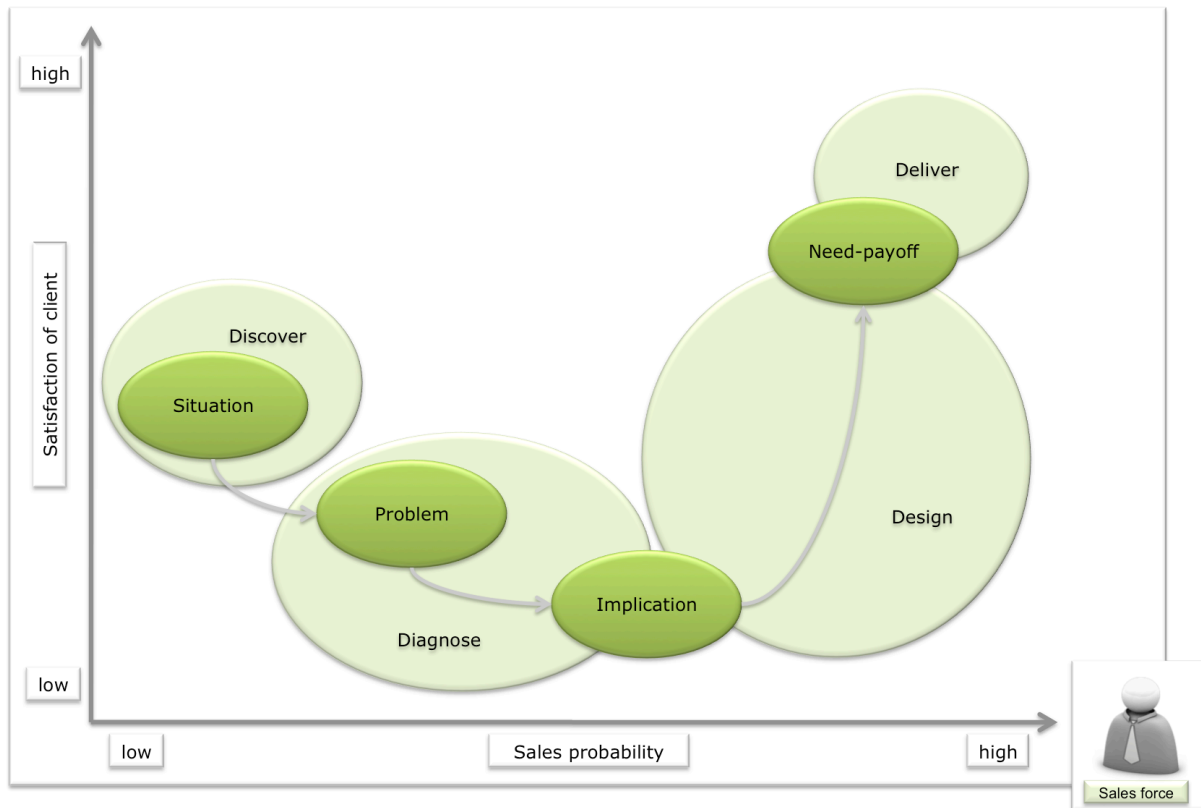 high
Deliver
Need-payoff
Satisfaction of client
Discover
Situation
Problem
Design
Implication
Diagnose
low
low
Sales probability
high
Sales force